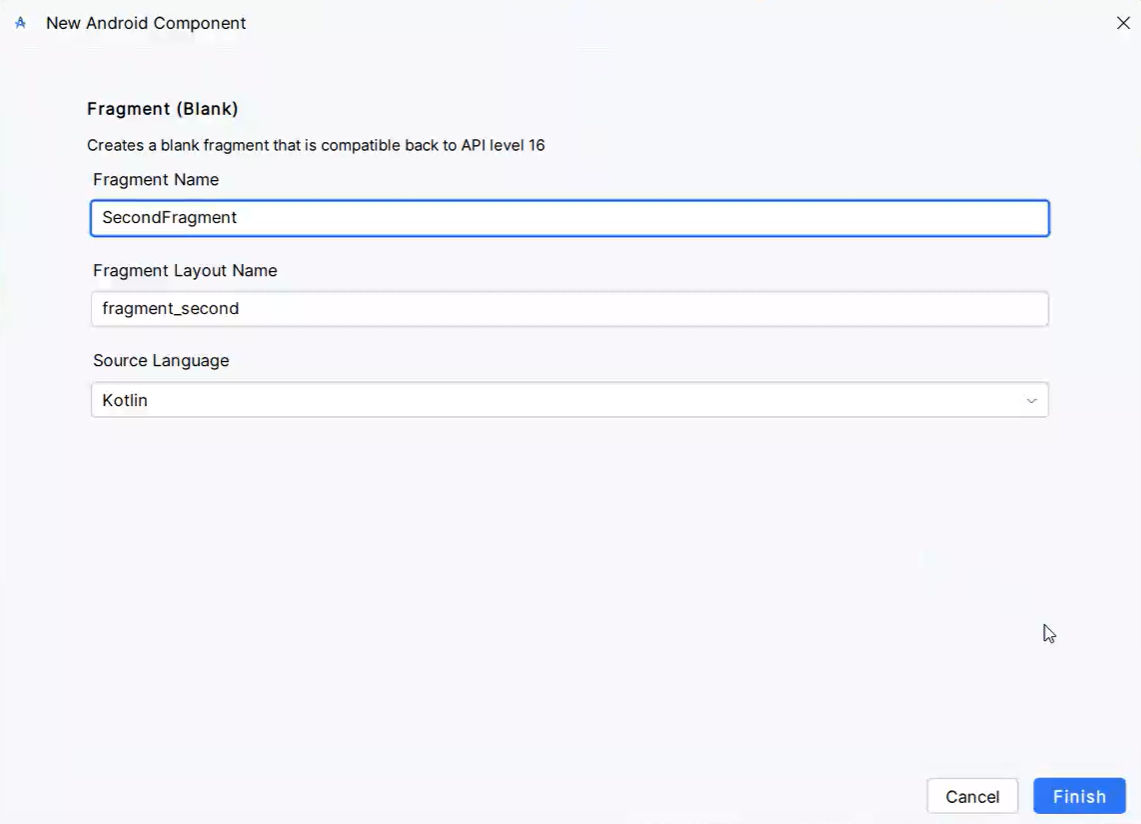 New Android Component
Fragment (Blank)
Creates a blank fragment that is compatible back to API level 16
Fragment Name
SecondFragment
Fragment Layout Name
fragment_second
Source Language
Kotlin
Cancel
Finish